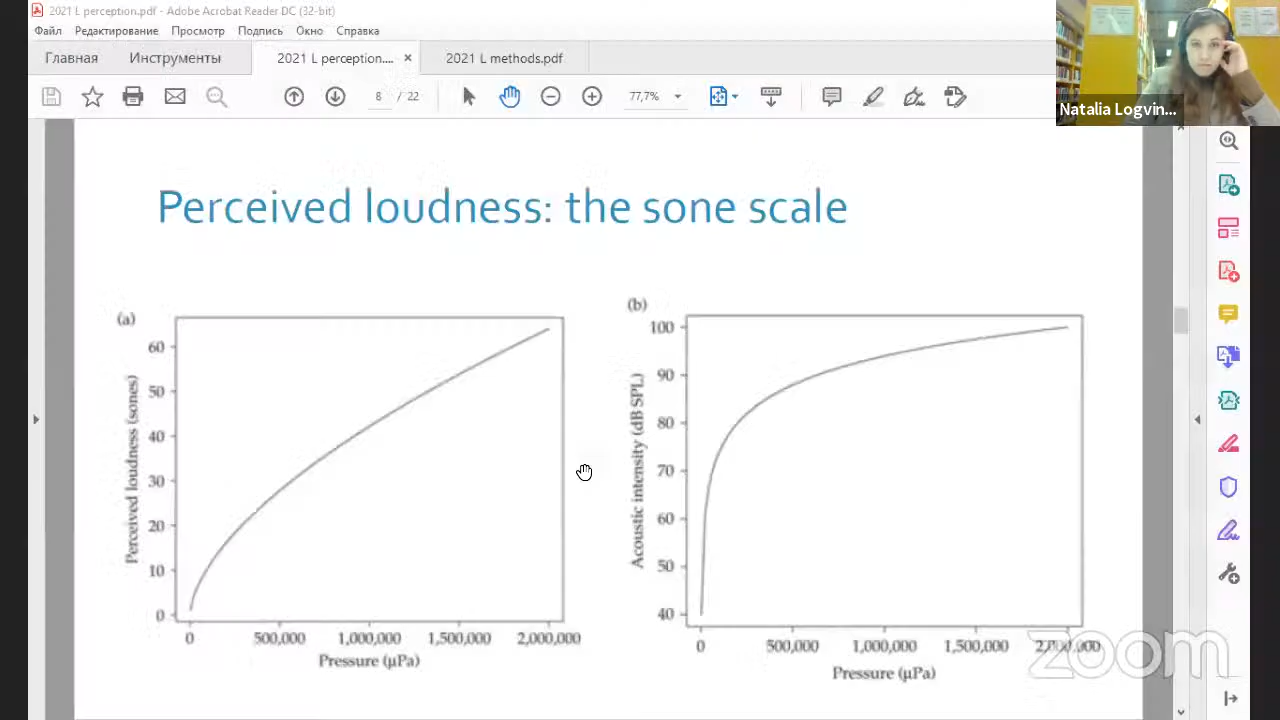 2021 L perception.pdf - Adobe Acrobat Reader DC (32-bit)
Файл Редактирование Просмотр Подпись Окно Справка
Главная Инструменты 2021 L perception.... × 2021 L methods.pdf
8 / 22 77,7%
Natalia Logvin...
Perceived loudness: the sone scale
(a)
Perceived loudness (sones)
60
50
40
30
20
10
0
0 500,000 1,000,000 1,500,000 2,000,000
Pressure (µPa)
(b)
Acoustic intensity (dB SPL)
100
90
80
70
60
50
40
0 500,000 1,000,000 1,500,000 2,000,000
Pressure (µPa)
zoom